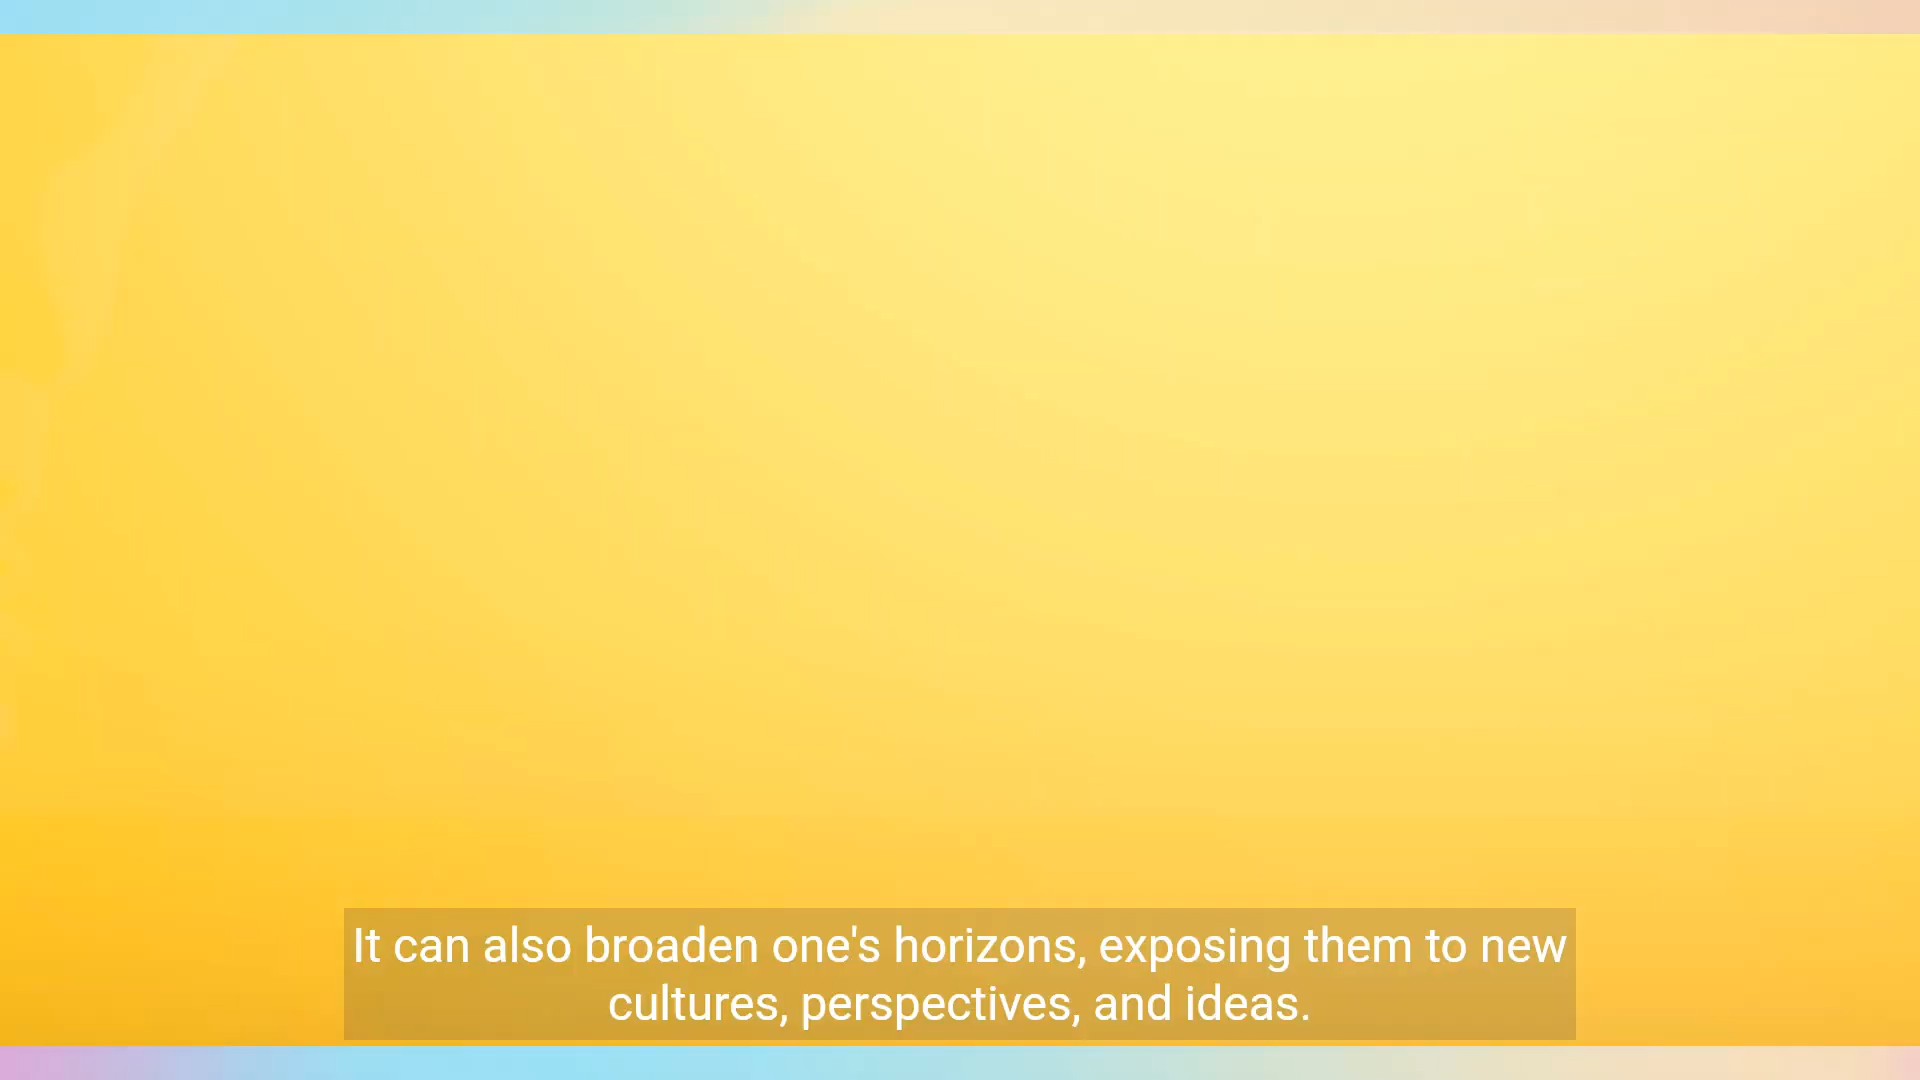 It can also broaden one's horizons, exposing them to new
cultures, perspectives, and ideas.